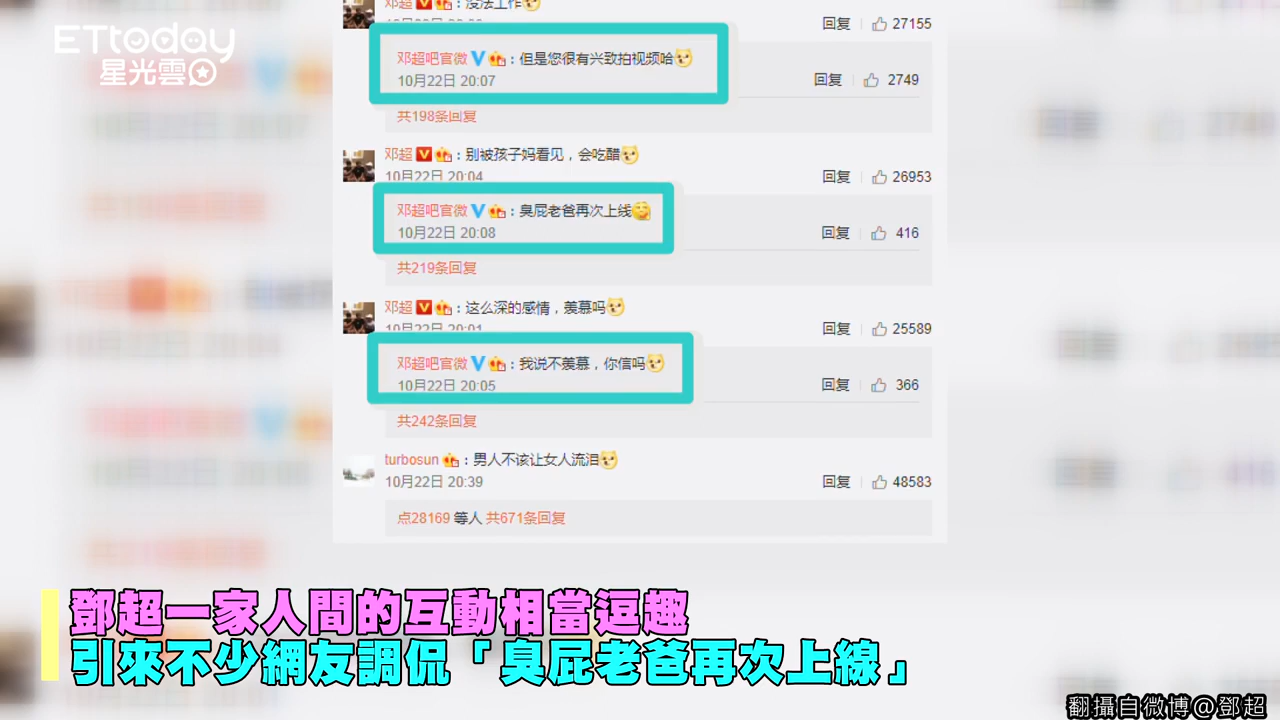 ETtoday
星光雲
邓超：没法工作
回复 27155
邓超吧官微：但是您很有兴致拍视频哈
10月22日 20:07
回复 2749
共198条回复
邓超：别被孩子妈看见，会吃醋
10月22日 20:04
回复 26953
邓超吧官微：臭屁老爸再次上线
10月22日 20:08
回复 416
共219条回复
邓超：这么深的感情，羡慕吗
10月22日 20:01
回复 25589
邓超吧官微：我说不羡慕，你信吗
10月22日 20:05
回复 366
共242条回复
turbosun：男人不该让女人流泪
10月22日 20:39
回复 48583
点28169 等人 共671条回复
鄧超一家人間的互動相當逗趣
引來不少網友調侃「臭屁老爸再次上線」
翻攝自微博@鄧超